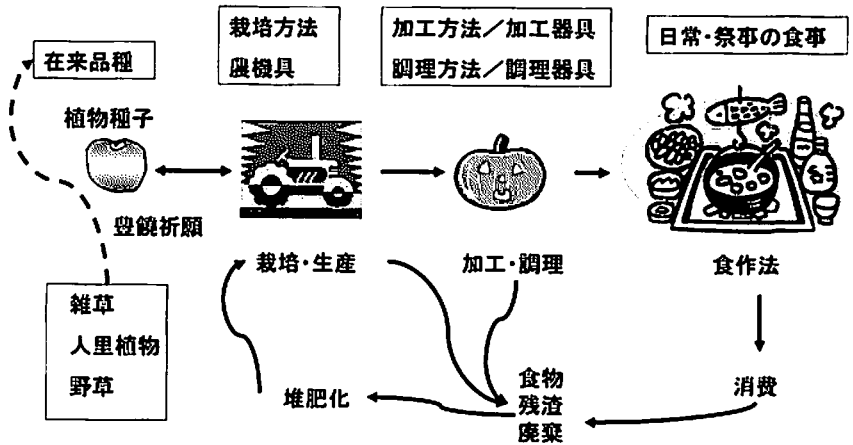 在来品種
栽培方法
農機具
加工方法/加工器具
調理方法/調理器具
日常・祭事の食事
植物種子
豊饒祈願
栽培・生産
加工・調理
食作法
雑草
人里植物
野草
堆肥化
食物
残渣
廃棄
消費